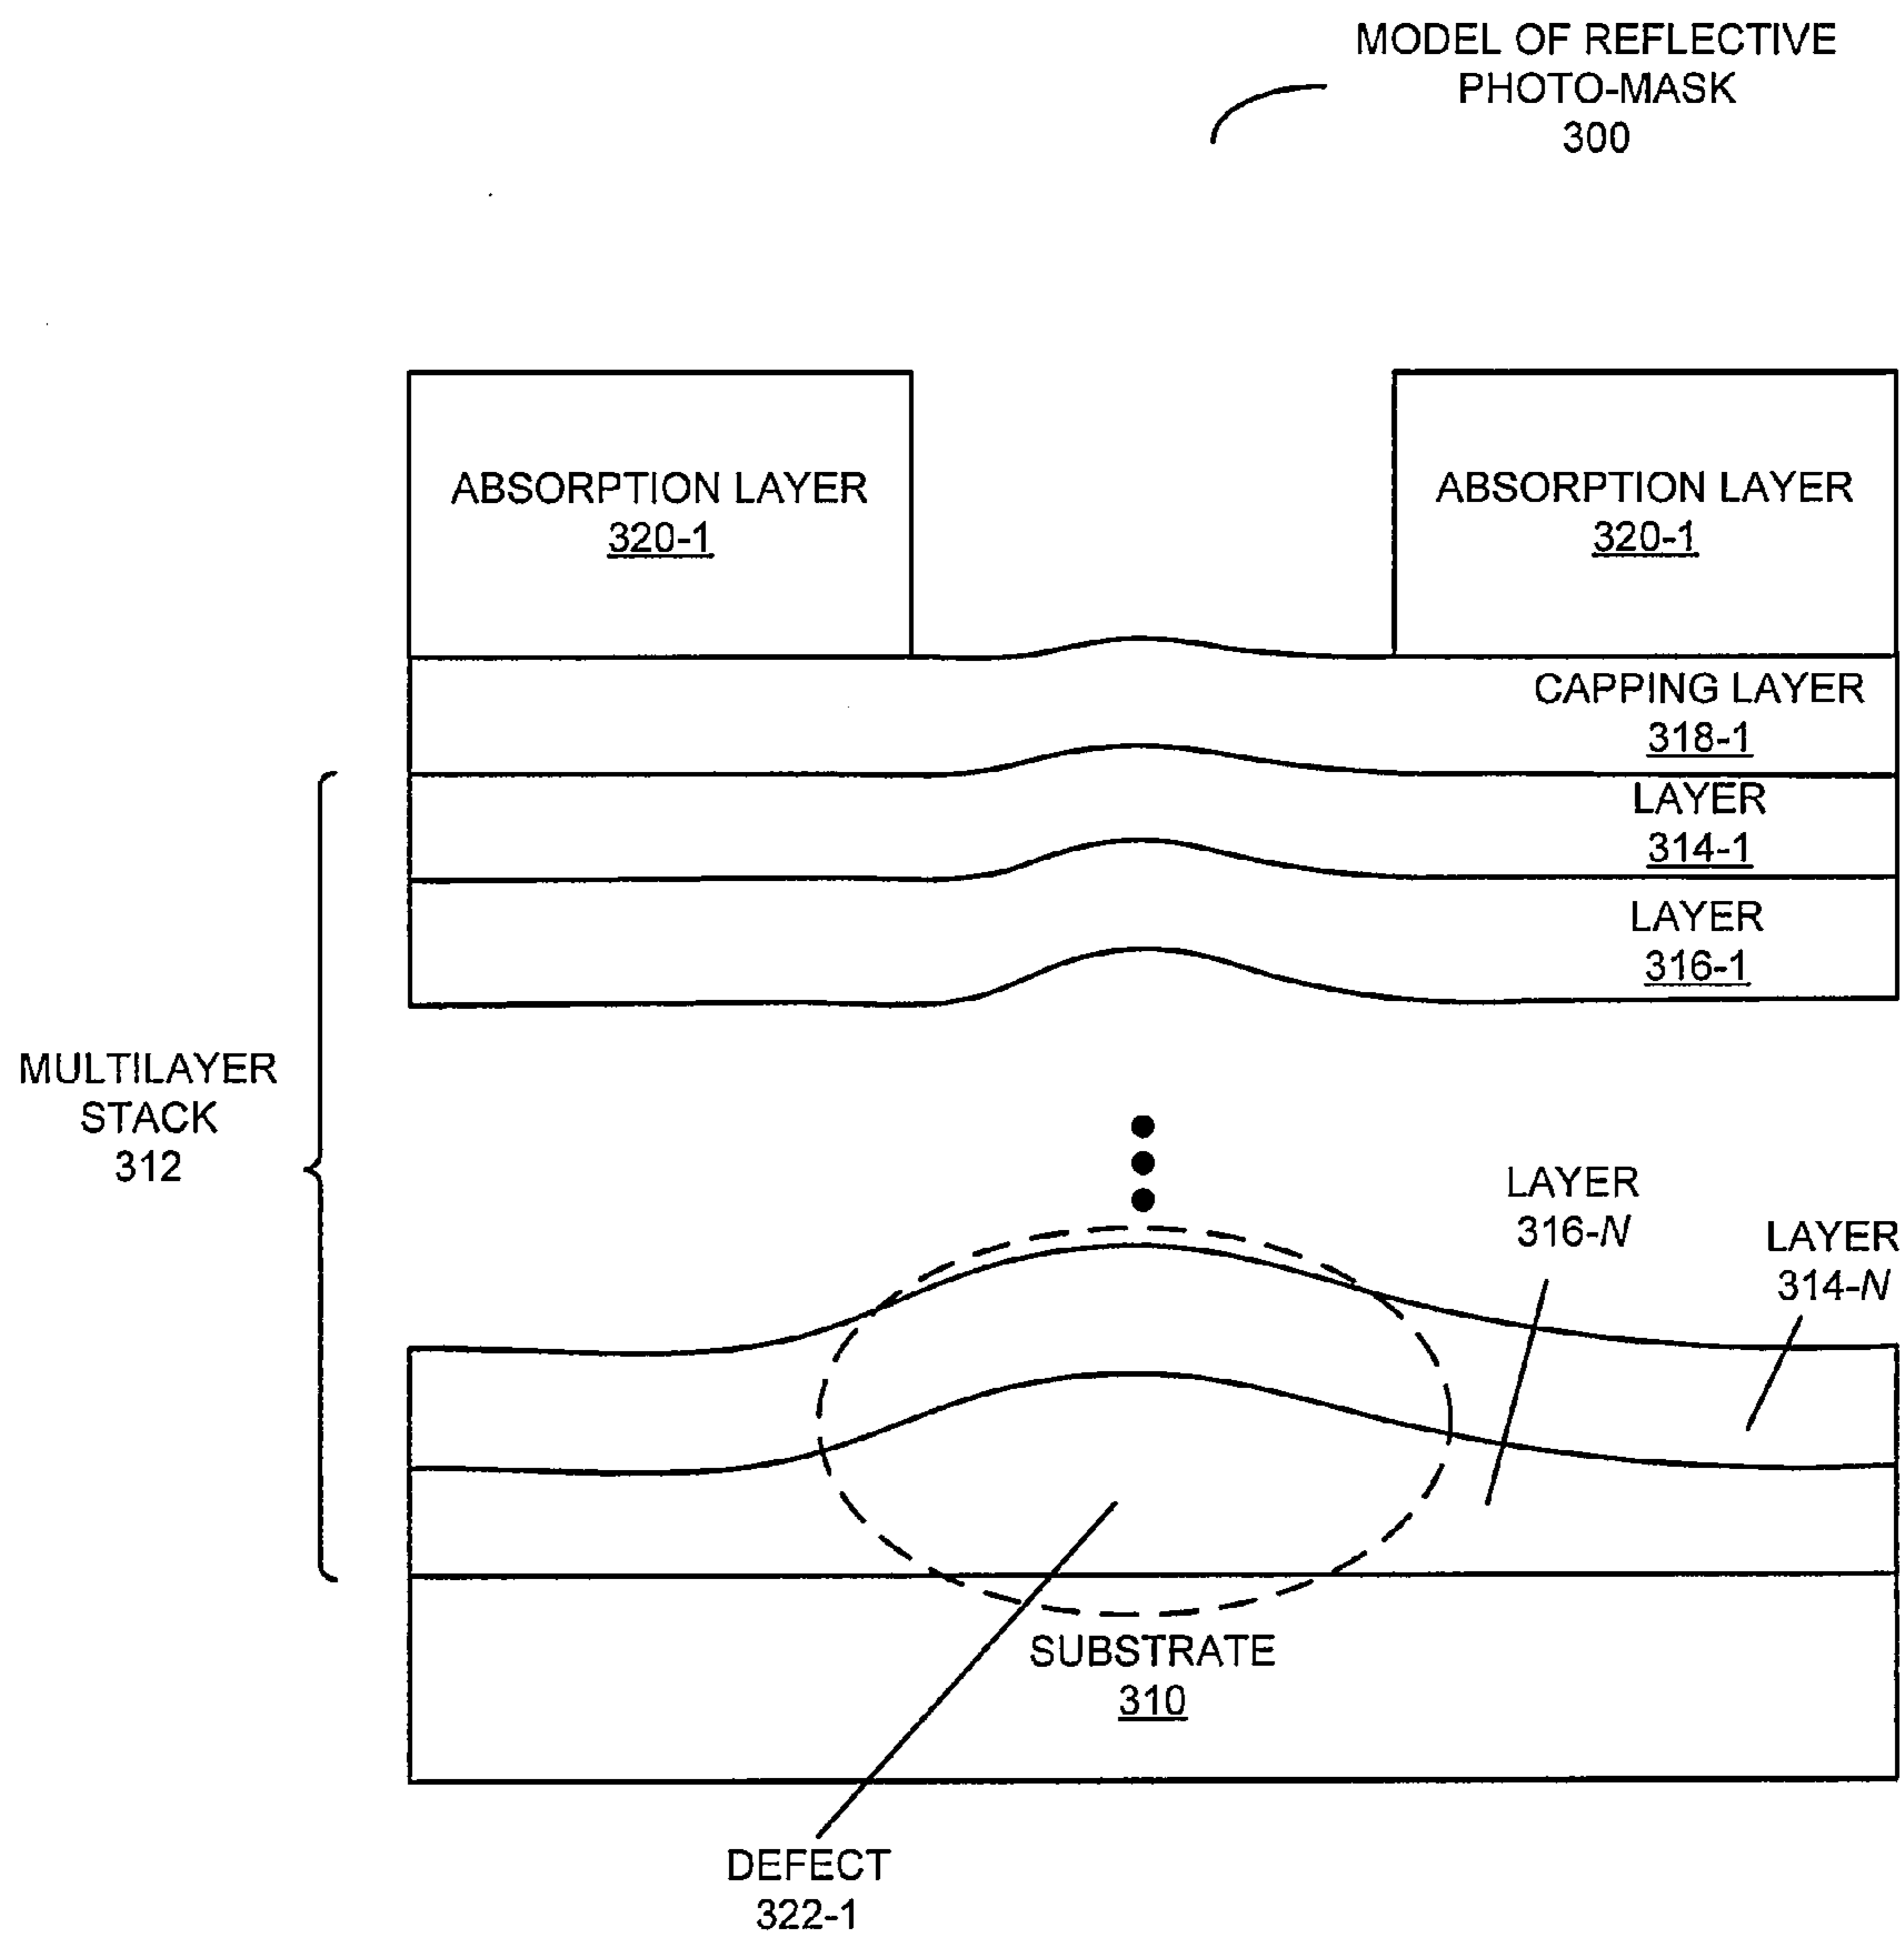 MODEL OF REFLECTIVE
PHOTO-MASK
300
ABSORPTION LAYER
320-1
ABSORPTION LAYER
320-1
CAPPING LAYER
318-1
LAYER
314-1
LAYER
316-1
MULTILAYER
STACK
312
LAYER
316-N
LAYER
314-N
SUBSTRATE
310
DEFECT
322-1